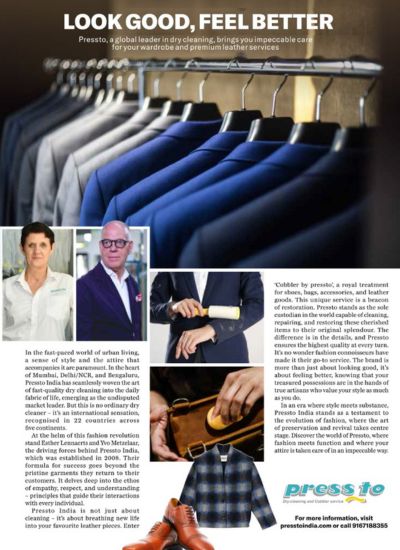 LOOK GOOD, FEEL BETTER
Pressto, a global leader in dry cleaning, brings you impeccable care
for your wardrobe and premium leather services
In the fast-paced world of urban living,
a sense of style and the attire that
accompanies it are paramount. In the heart
of Mumbai, Delhi/NCR, and Bengaluru,
Pressto India has seamlessly woven the art
of fast-quality dry cleaning into the daily
fabric of life, emerging as the undisputed
market leader. But this is no ordinary dry
cleaner – it's an international sensation,
recognised in 22 countries across
five continents.
At the helm of this fashion revolution
stand Esther Lennaerts and Yvo Metzelaar,
the driving forces behind Pressto India,
which was established in 2008. Their
formula for success goes beyond the
pristine garments they return to their
customers. It delves deep into the ethos
of empathy, respect, and understanding
– principles that guide their interactions
with every individual.
Pressto India is not just about
cleaning – it's about breathing new life
into your favourite leather pieces. Enter
'Cobbler by pressto', a royal treatment
for shoes, bags, accessories, and leather
goods. This unique service is a beacon
of restoration. Pressto stands as the sole
custodian in the world capable of cleaning,
repairing, and restoring these cherished
items to their original splendour. The
difference is in the details, and Pressto
ensures the highest quality at every turn.
It's no wonder fashion connoisseurs have
made it their go-to service. The brand is
more than just about looking good, it's
about feeling better, knowing that your
treasured possessions are in the hands of
true artisans who value your style as much
as you do.
In an era where style meets substance,
Pressto India stands as a testament to
the evolution of fashion, where the art
of preservation and revival takes centre
stage. Discover the world of Pressto, where
fashion meets function and where your
attire is taken care of in an impeccable way.
pressto
Dry cleaning and Cobbler service
For more information, visit
presstoindia.com or call 9167188355